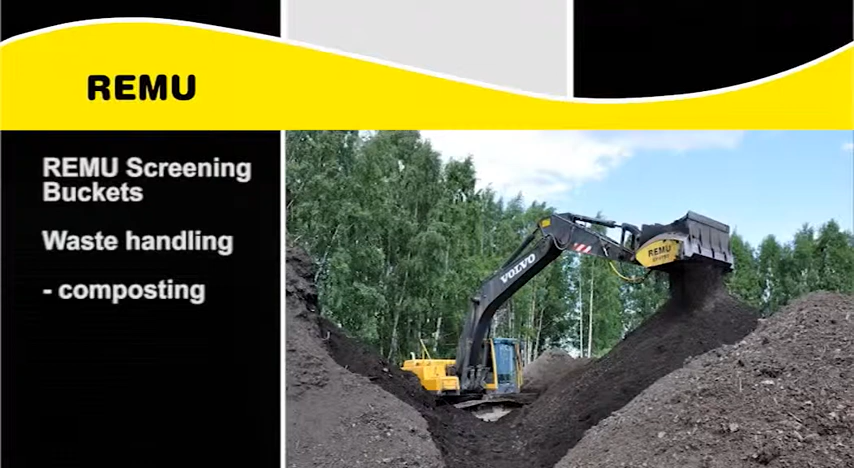 REMU
REMU Screening
Buckets
Waste handling
- composting
VOLVO
REMU